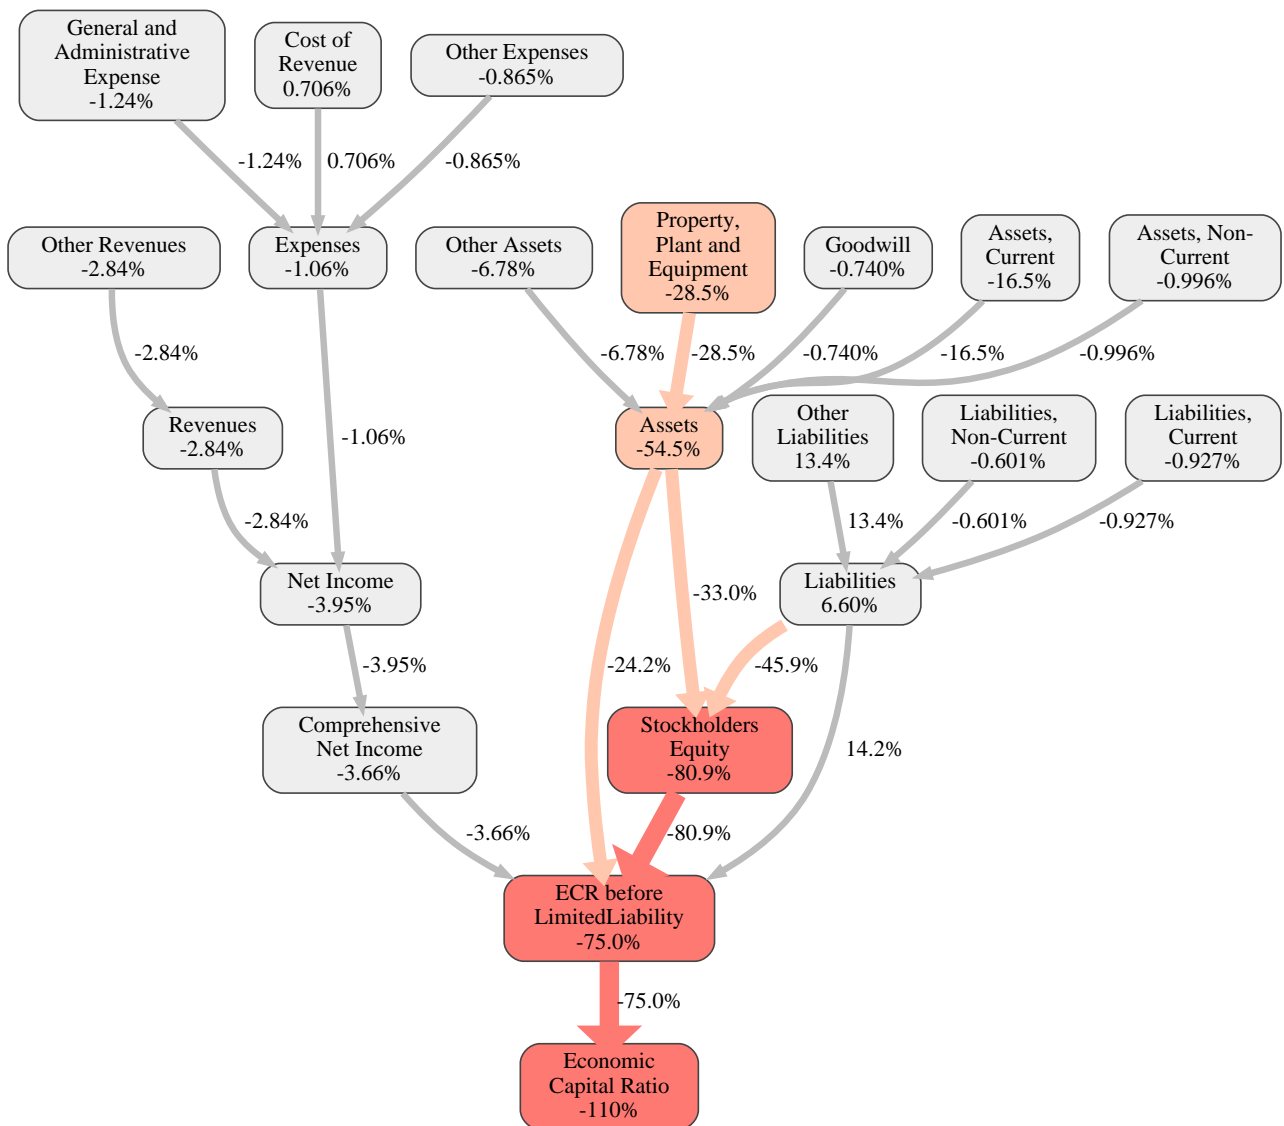 General and
Administrative
Expense
-1.24%
Cost of
Revenue
0.706%
Other Expenses
-0.865%
-1.24%
0.706%
-0.865%
Other Revenues
-2.84%
Expenses
-1.06%
Other Assets
-6.78%
Property,
Plant and
Equipment
-28.5%
Goodwill
-0.740%
Assets,
Current
-16.5%
Assets, Non-
Current
-0.996%
-2.84%
-6.78%
-28.5%
-0.740%
-16.5%
-0.996%
Revenues
-2.84%
-1.06%
Assets
-54.5%
Other
Liabilities
13.4%
Liabilities,
Non-Current
-0.601%
Liabilities,
Current
-0.927%
-2.84%
13.4%
-0.601%
-0.927%
Net Income
-3.95%
-33.0%
Liabilities
6.60%
-3.95%
-24.2%
-45.9%
Comprehensive
Net Income
-3.66%
Stockholders
Equity
-80.9%
14.2%
-3.66%
-80.9%
ECR before
LimitedLiability
-75.0%
-75.0%
Economic
Capital Ratio
-110%